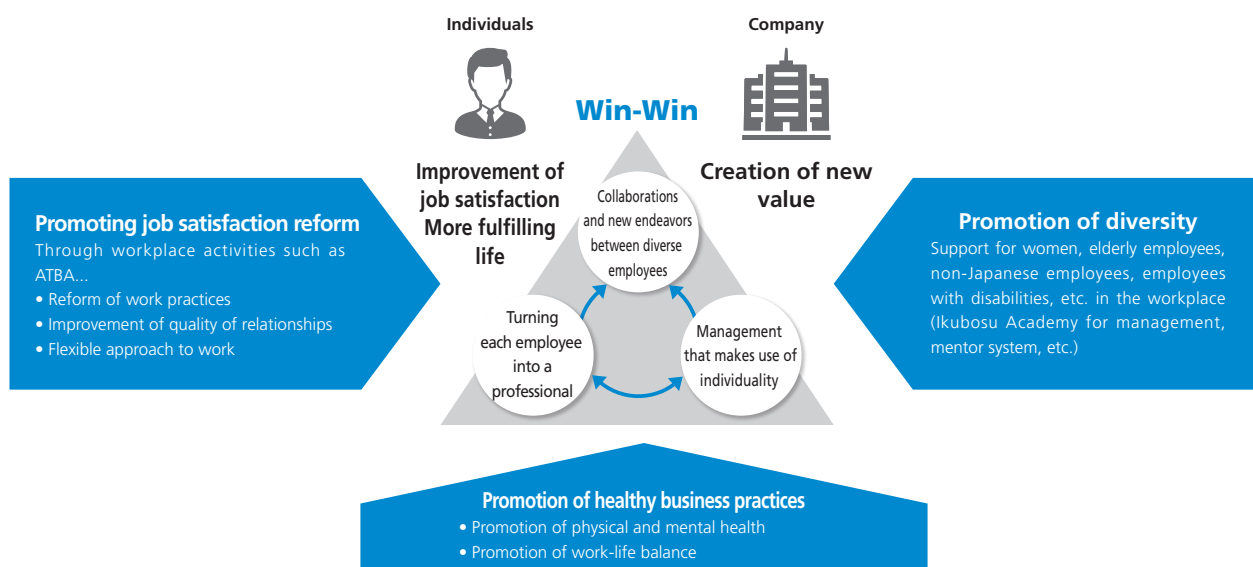 Individuals
Company
Win-Win
Improvement of
job satisfaction
More fulfilling
life
Creation of new
value
Promoting job satisfaction reform
Through workplace activities such as
ATBA...
• Reform of work practices
• Improvement of quality of relationships
• Flexible approach to work
Collaborations
and new endeavors
between diverse
employees
Turning
each employee
into a
professional
Management
that makes use of
individuality
Promotion of diversity
Support for women, elderly employees,
non-Japanese employees, employees
with disabilities, etc. in the workplace
(Ikubosu Academy for management,
mentor system, etc.)
Promotion of healthy business practices
• Promotion of physical and mental health
• Promotion of work-life balance